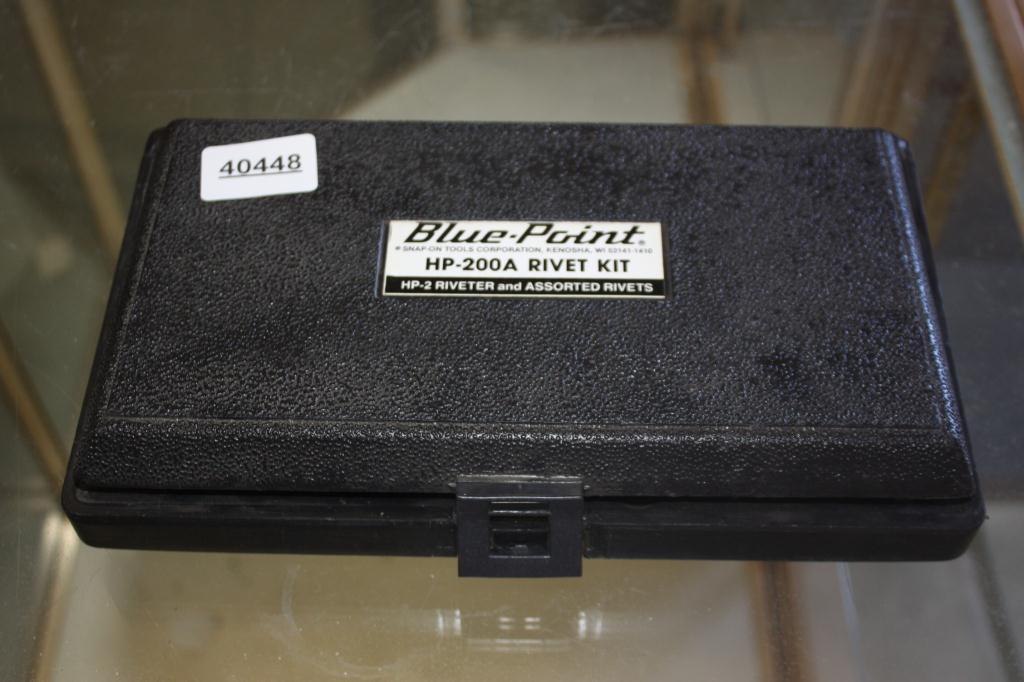 40448
Blue-Point®
® SNAP-ON TOOLS CORPORATION, KENOSHA, WI 53141-1410
HP-200A RIVET KIT
HP-2 RIVETER and ASSORTED RIVETS